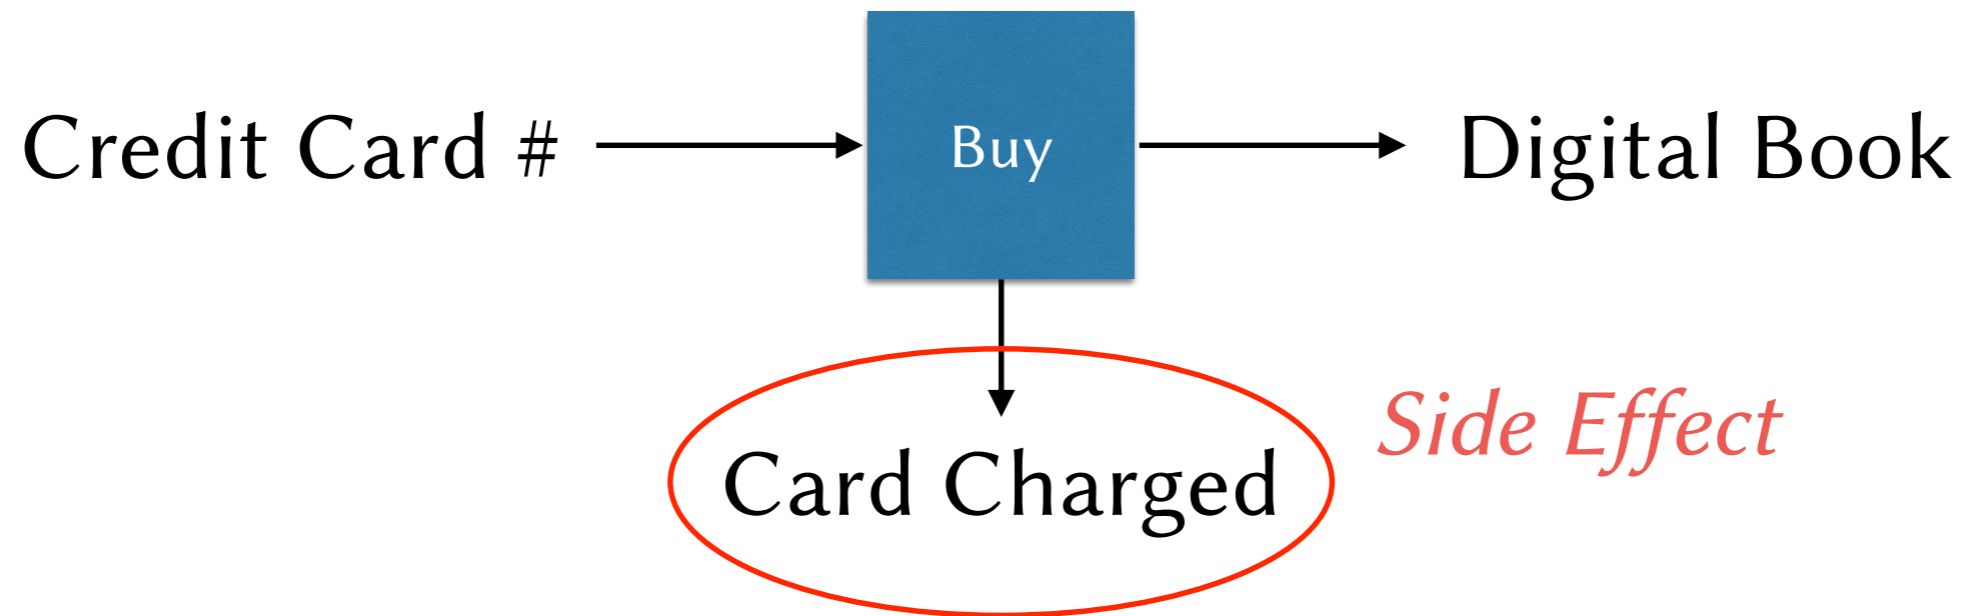 Credit Card #
Buy
Digital Book
Card Charged
Side Effect